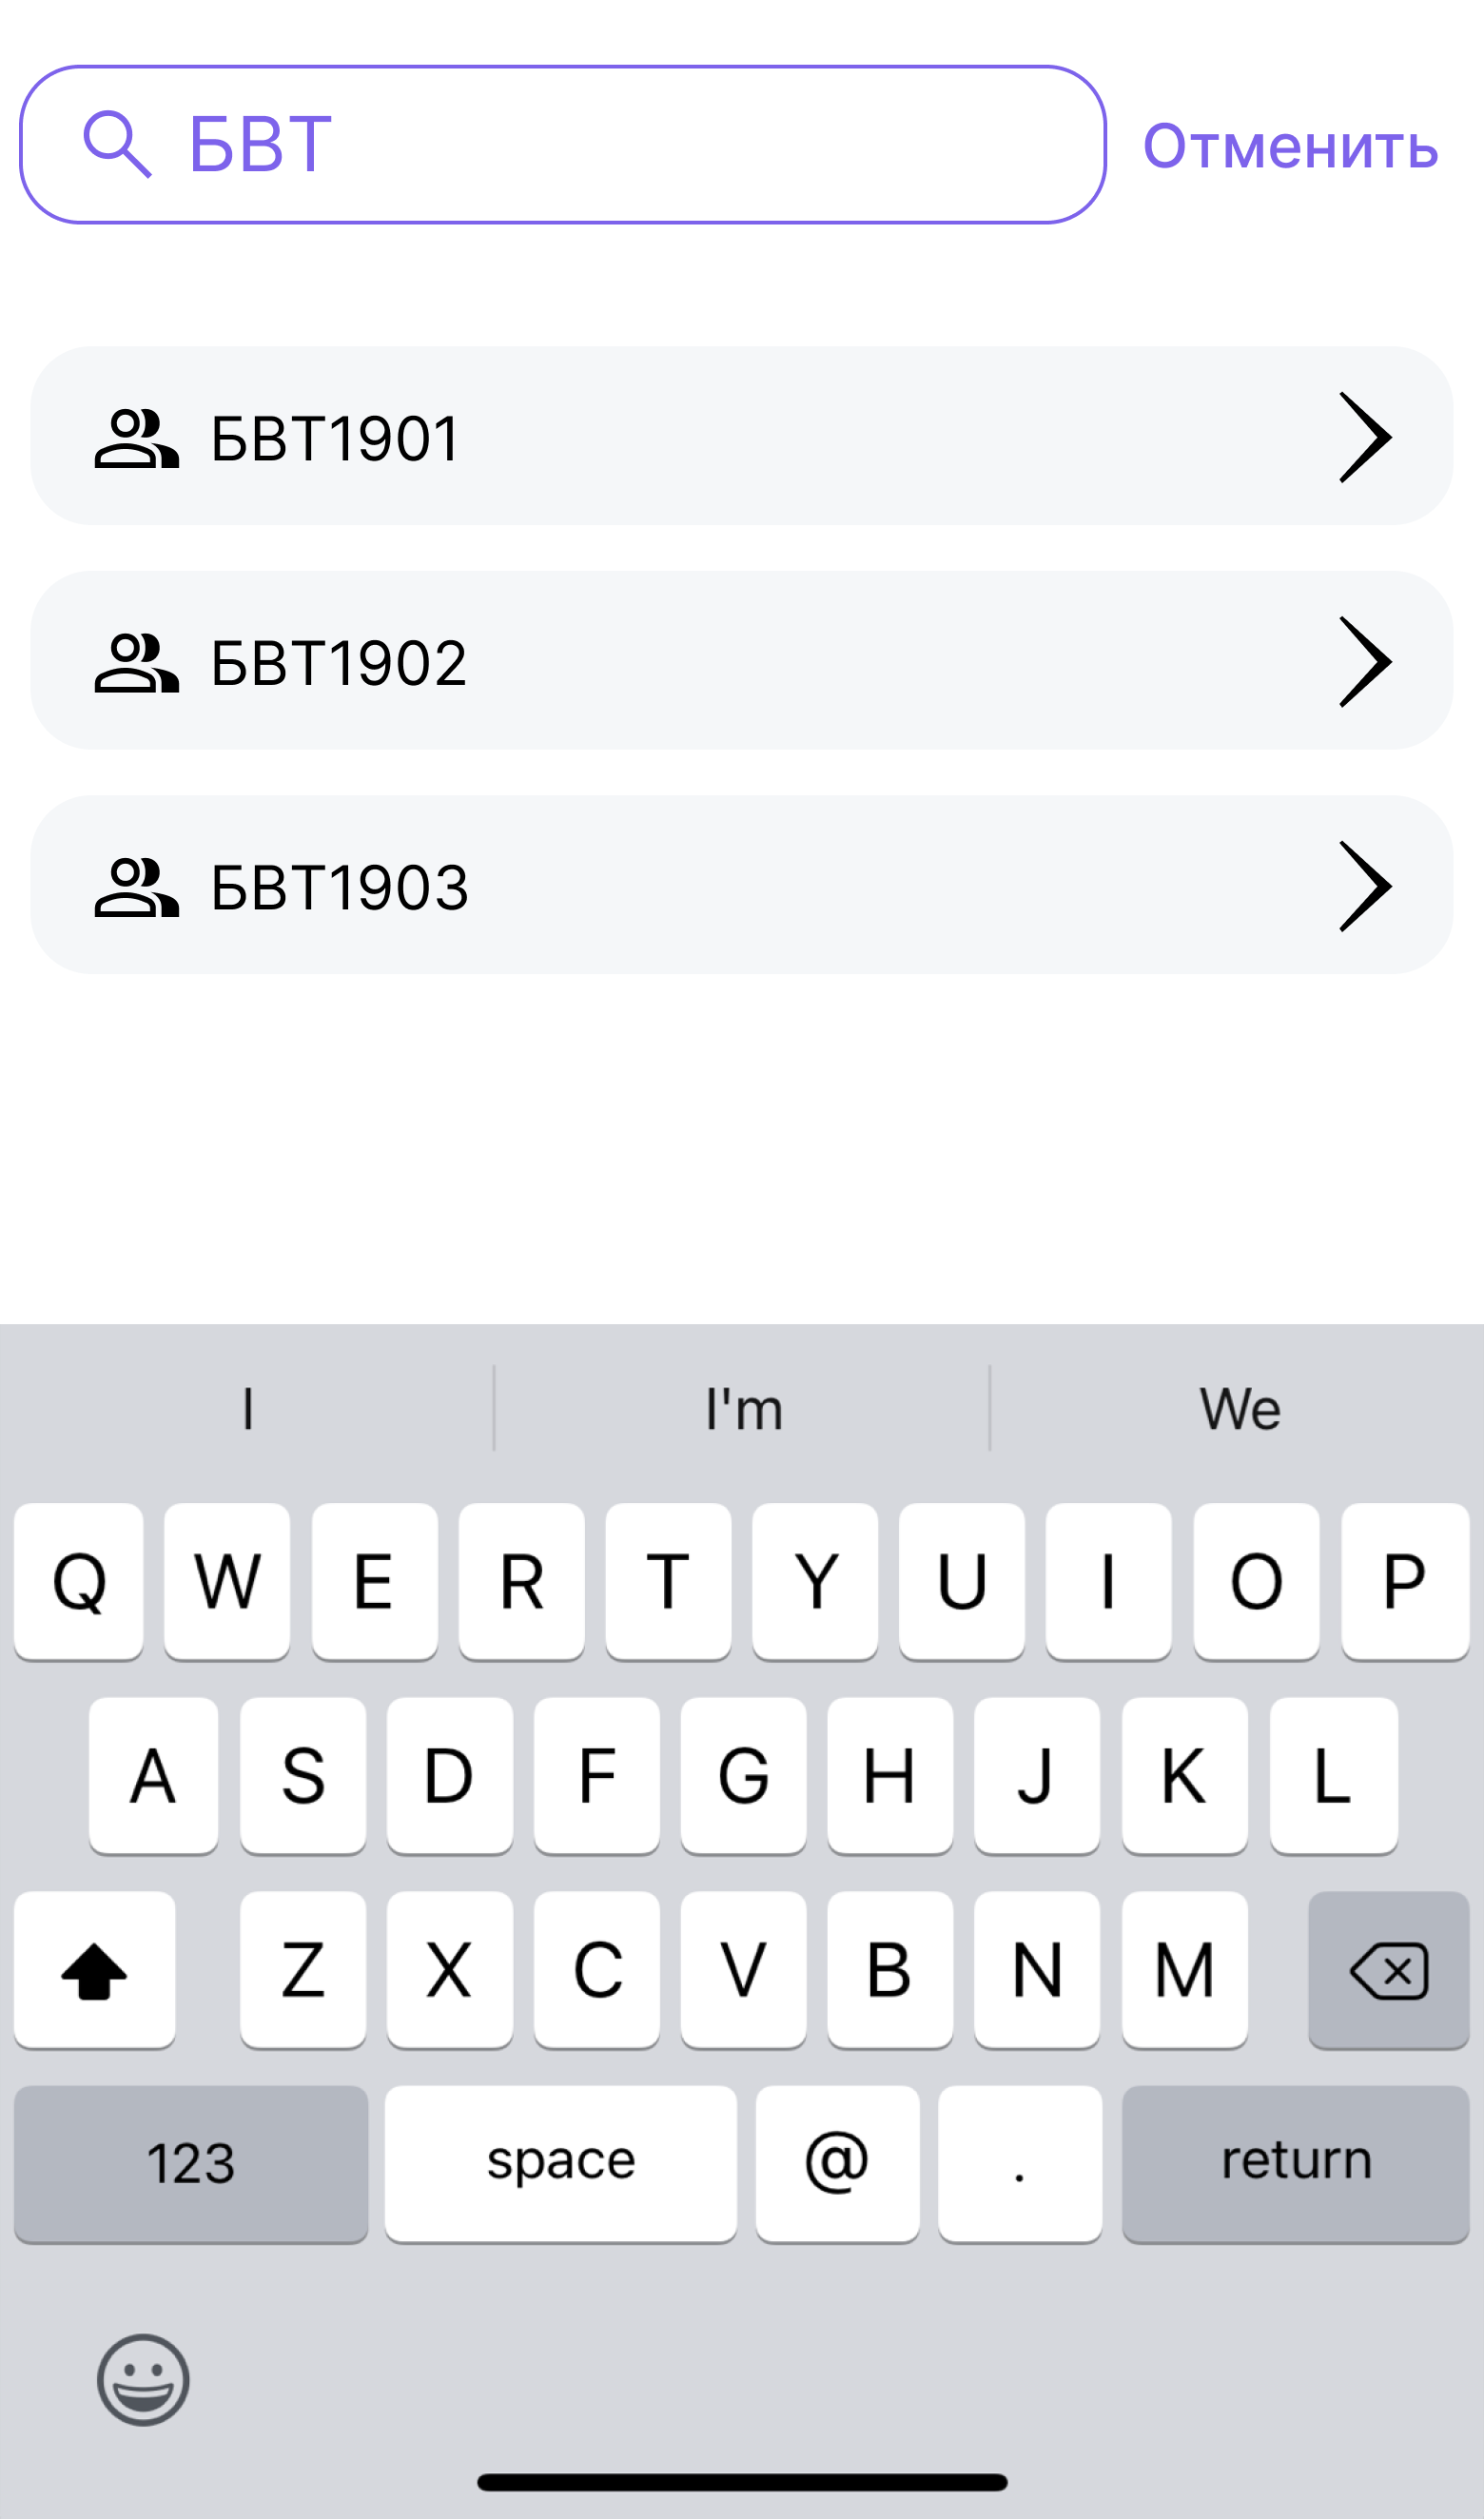 БВТ Отменить
БВТ1901
БВТ1902
БВТ1903
I I'm We
Q W E R T Y U I O P
A S D F G H J K L
Z X C V B N M
123 space @ . return